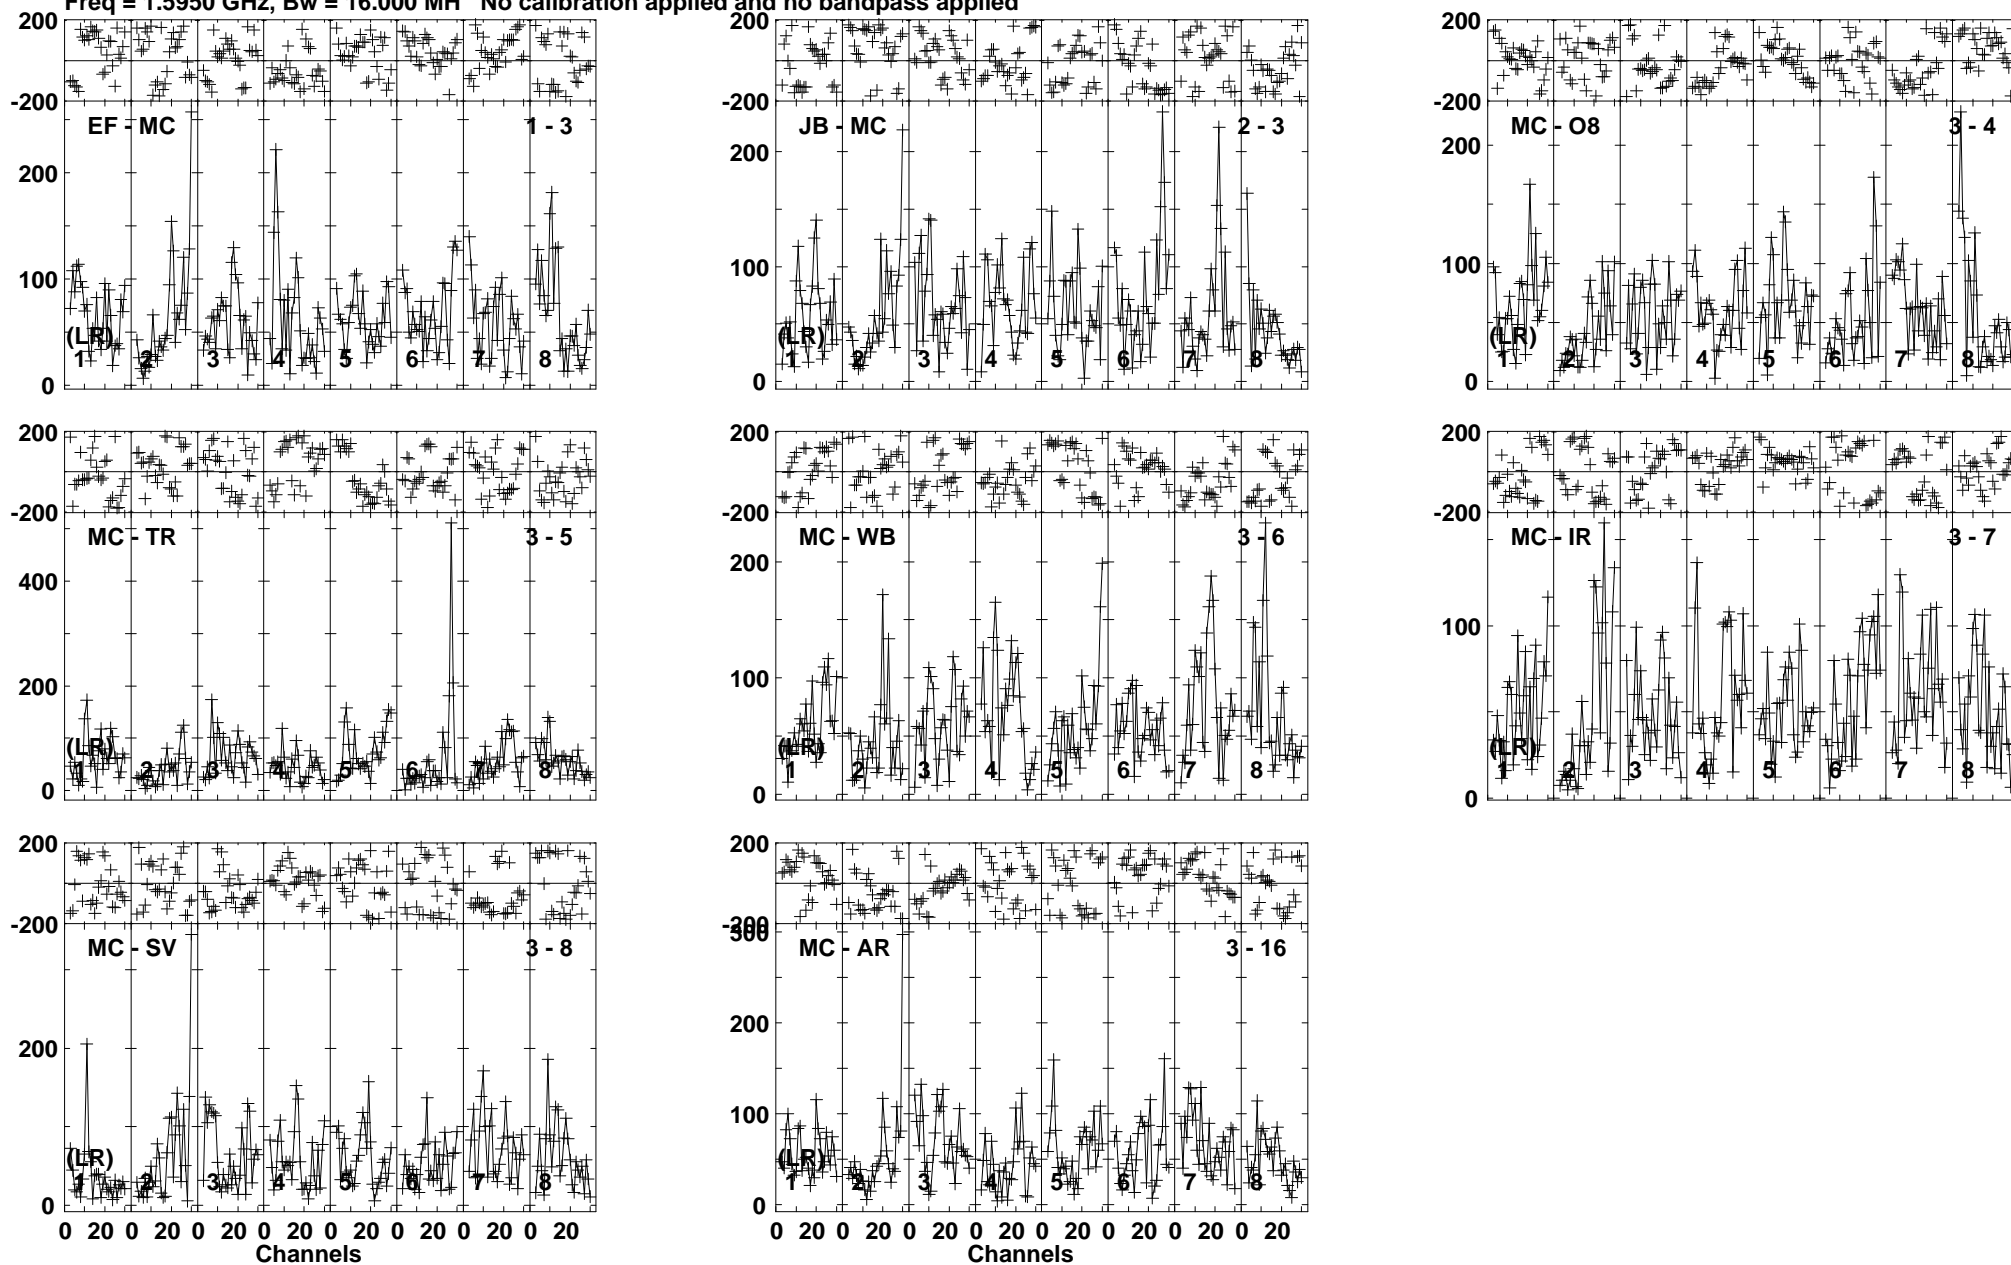 Freq = 1.5950 GHz, Bw = 16.000 MH No calibration applied and no bandpass applied
200 200 200
-200 -200 -200
EF - MC 1 - 3 JB - MC 2 - 3 MC - O8 3 - 4
200 200 200
100 100 100
(LR) (LR) (LR)
1 2 3 4 5 6 7 8 1 2 3 4 5 6 7 8 1 2 3 4 5 6 7 8
0 0 0
200 200 200
-200 -200 -200
MC - TR 3 - 5 MC - WB 3 - 6 MC - IR 3 - 7
400 200
200 100 100
(LR) (LR) (LR)
1 2 3 4 5 6 7 8 1 2 3 4 5 6 7 8 1 2 3 4 5 6 7 8
0 0 0
200 200
-200 -200
300
MC - SV 3 - 8 MC - AR 3 - 16
200 200
100
(LR) (LR)
1 2 3 4 5 6 7 8 1 2 3 4 5 6 7 8
0 0
0 20 0 20 0 20 0 20 0 20 0 20 0 20 0 20 0 20 0 20 0 20 0 20 0 20 0 20 0 20 0 20
Channels Channels